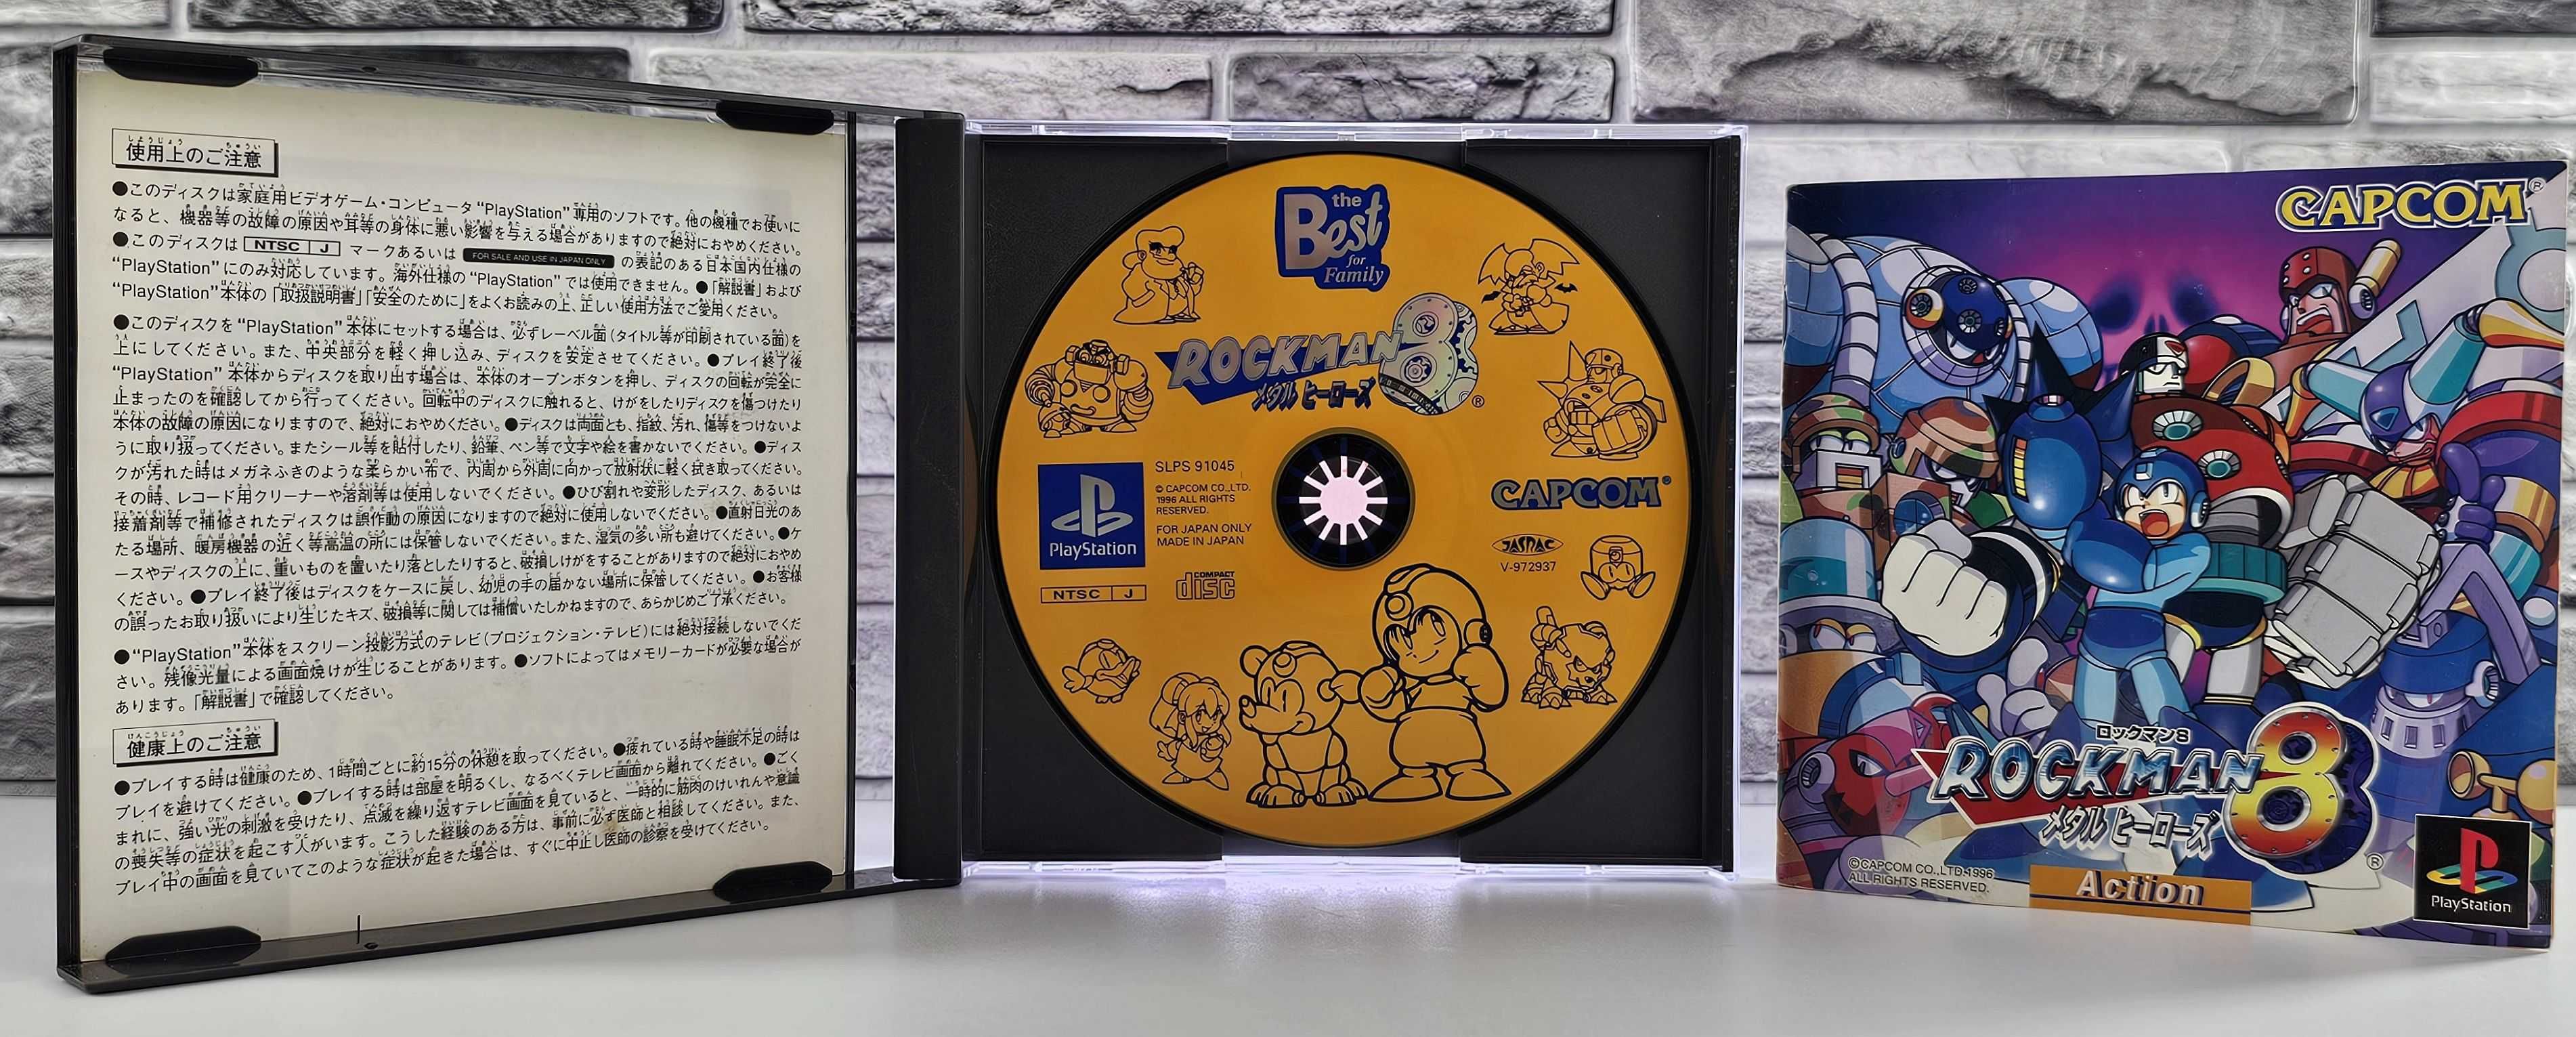 使用上のご注意
●このディスクは家庭用ビデオゲーム・コンピュータ“PlayStation”専用のソフトです。他の機種でお使いに
なると、機器等の故障の原因や耳等の身体に悪い影響を与える場合がありますので絶対におやめください。
●このディスクは NTSC J マークあるいは FOR SALE AND USE IN JAPAN ONLY の表記のある日本国内仕様の
“PlayStation”にのみ対応しています。海外仕様の“PlayStation”では使用できません。●「解説書」および
“PlayStation”本体の「取扱説明書」「安全のために」をよくお読みの上、正しい使用方法でご愛用ください。
●このディスクを“PlayStation”本体にセットする場合は、必ずレーベル面(タイトル等が印刷されている面)を
上にしてください。また、中央部分を軽く押し込み、ディスクを安定させてください。●プレイ終了後
“PlayStation”本体からディスクを取り出す場合は、本体のオープンボタンを押し、ディスクの回転が完全に
止まったのを確認してから行ってください。回転中のディスクに触れると、けがをしたりディスクを傷つけたり
本体の故障の原因になりますので、絶対におやめください。●ディスクは両面とも、指紋、汚れ、傷等をつけないよ
うに取り扱ってください。またシール等を貼付したり、鉛筆、ペン等で文字や絵を書かないでください。●ディス
クが汚れた時はメガネふきのような柔らかい布で、内周から外周に向かって放射状に軽く拭き取ってください。
その時、レコード用クリーナーや溶剤等は使用しないでください。●ひび割れや変形したディスク、あるいは
接着剤等で補修されたディスクは誤作動の原因になりますので絶対に使用しないでください。●直射日光のあ
たる場所、暖房機器の近く等高温の所には保管しないでください。また、湿気の多い所も避けてください。●ケ
ースやディスクの上に、重いものを置いたり落としたりすると、破損しけがをすることがありますので絶対におやめ
ください。●プレイ終了後はディスクをケースに戻し、幼児の手の届かない場所に保管してください。●お客様
の誤ったお取り扱いにより生じたキズ、破損等に関しては補償いたしかねますので、あらかじめご了承ください。
●“PlayStation”本体をスクリーン投影方式のテレビ(プロジェクション・テレビ)には絶対接続しないでくだ
さい。残像光量による画面焼けが生じることがあります。●ソフトによってはメモリーカードが必要な場合が
あります。「解説書」で確認してください。
健康上のご注意
●プレイする時は健康のため、1時間ごとに約15分の休憩を取ってください。●疲れている時や睡眠不足の時は
プレイを避けてください。●プレイする時は部屋を明るくし、なるべくテレビ画面から離れてください。●ごく
まれに、強い光の刺激を受けたり、点滅を繰り返すテレビ画面を見ていると、一時的に筋肉のけいれんや意識
の喪失等の症状を起こす人がいます。こうした経験のある方は、事前に必ず医師と相談してください。また、
プレイ中の画面を見ていてこのような症状が起きた場合は、すぐに中止し医師の診察を受けてください。
the
Best
for
Family
ROCKMAN 8
メタルヒーローズ®
PlayStation
SLPS 91045
© CAPCOM CO.,LTD.
1996 ALL RIGHTS
RESERVED.
FOR JAPAN ONLY
MADE IN JAPAN
NTSC J
COMPACT
disc
CAPCOM®
JASRAC
V-972937
CAPCOM®
ロックマン8
ROCKMAN 8
メタルヒーローズ®
©CAPCOM CO.,LTD.1996
ALL RIGHTS RESERVED.
Action
PlayStation